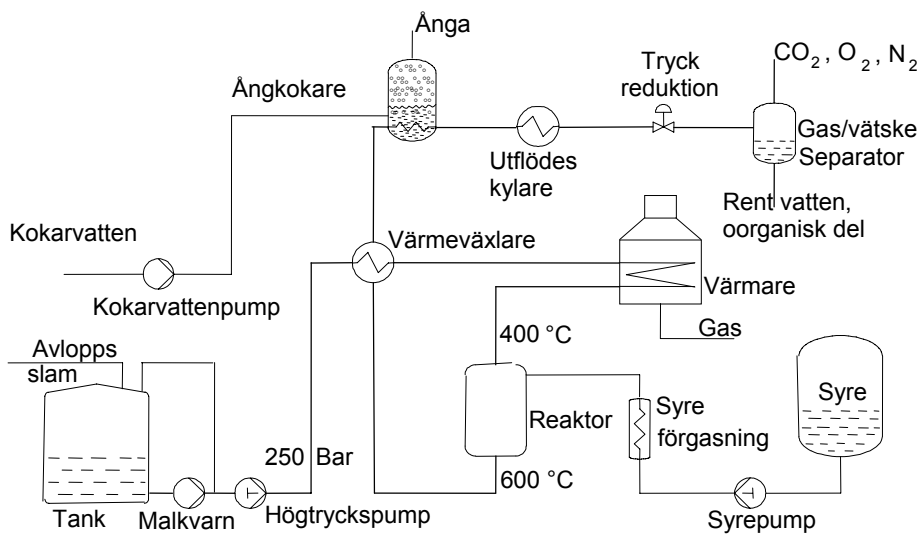 Ånga
CO2, O2, N2
Tryck
reduktion
Ångkokare
Gas/vätske
Separator
Utflödes
kylare
Rent vatten,
oorganisk del
Kokarvatten
Värmeväxlare
Värmare
Kokarvattenpump
400 °C
Gas
Avlopps
slam
Syre
Reaktor
Syre
förgasning
250 Bar
600 °C
Tank
Malkvarn
Högtryckspump
Syrepump